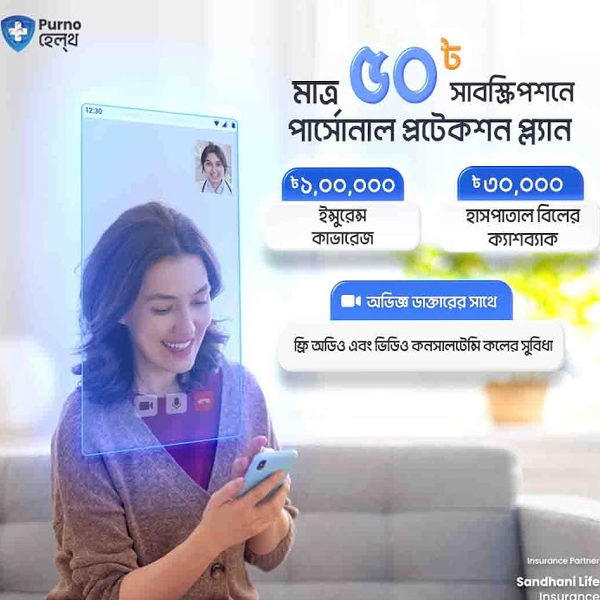 Purno
হেল্থ
12:30
মাত্র ৫০৳ সাবস্ক্রিপশনে
পার্সোনাল প্রটেকশন প্ল্যান
৳১,০০,০০০
ইন্সুরেন্স
কাভারেজ
৳৩০,০০০
হাসপাতাল বিলের
ক্যাশব্যাক
অভিজ্ঞ ডাক্তারের সাথে
ফ্রি অডিও এবং ভিডিও কনসালটেন্সি কলের সুবিধা
Insurance Partner
Sandhani Life
Insurance